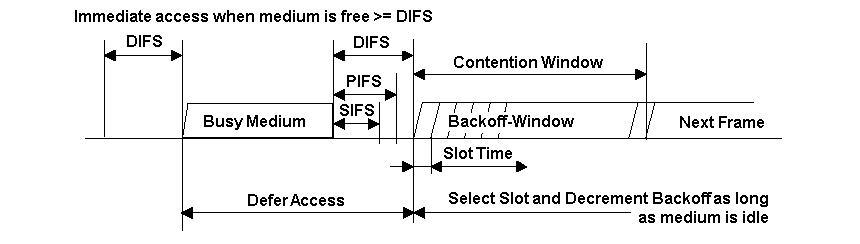 Immediate access when medium is free >= DIFS
DIFS
DIFS
Contention Window
PIFS
SIFS
Busy Medium
Backoff-Window
Next Frame
Slot Time
Defer Access
Select Slot and Decrement Backoff as long
as medium is idle